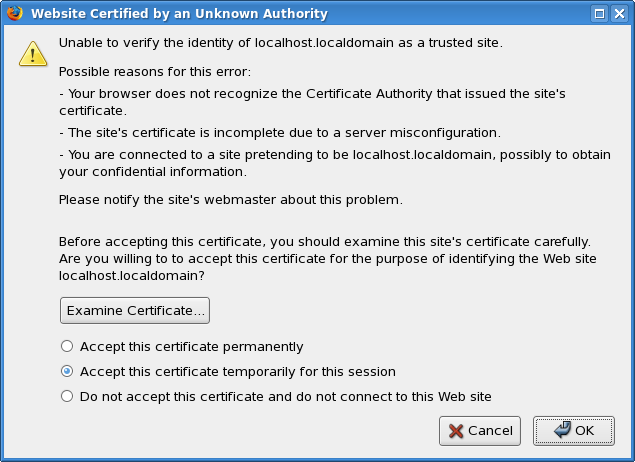 Website Certified by an Unknown Authority
Unable to verify the identity of localhost.localdomain as a trusted site.
Possible reasons for this error:
- Your browser does not recognize the Certificate Authority that issued the site's
certificate.
- The site's certificate is incomplete due to a server misconfiguration.
- You are connected to a site pretending to be localhost.localdomain, possibly to obtain
your confidential information.
Please notify the site's webmaster about this problem.
Before accepting this certificate, you should examine this site's certificate carefully.
Are you willing to to accept this certificate for the purpose of identifying the Web site
localhost.localdomain?
Examine Certificate...
Accept this certificate permanently
Accept this certificate temporarily for this session
Do not accept this certificate and do not connect to this Web site
Cancel OK